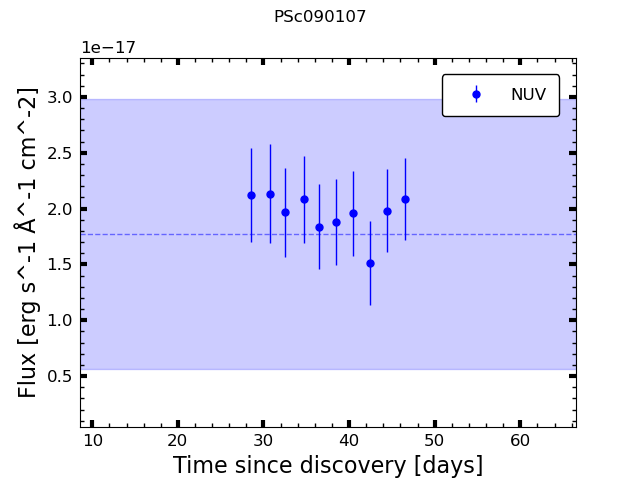 PSc090107
1e−17
NUV
3.0
2.5
2.0
1.5
1.0
0.5
Flux [erg s^-1 Å^-1 cm^-2]
10 20 30 40 50 60
Time since discovery [days]